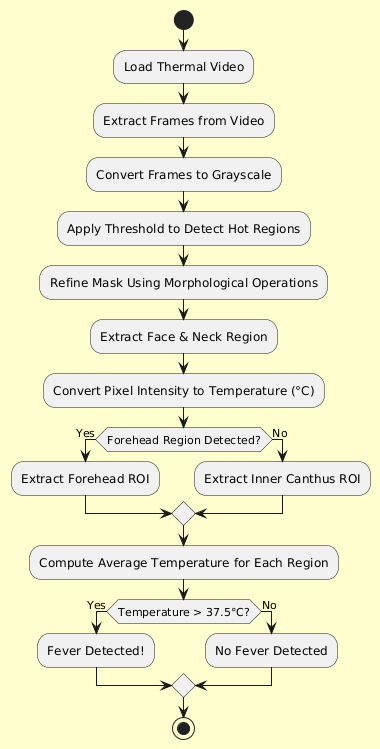 Load Thermal Video
Extract Frames from Video
Convert Frames to Grayscale
Apply Threshold to Detect Hot Regions
Refine Mask Using Morphological Operations
Extract Face & Neck Region
Convert Pixel Intensity to Temperature (°C)
Yes
Forehead Region Detected?
No
Extract Forehead ROI
Extract Inner Canthus ROI
Compute Average Temperature for Each Region
Yes
Temperature > 37.5°C?
No
Fever Detected!
No Fever Detected